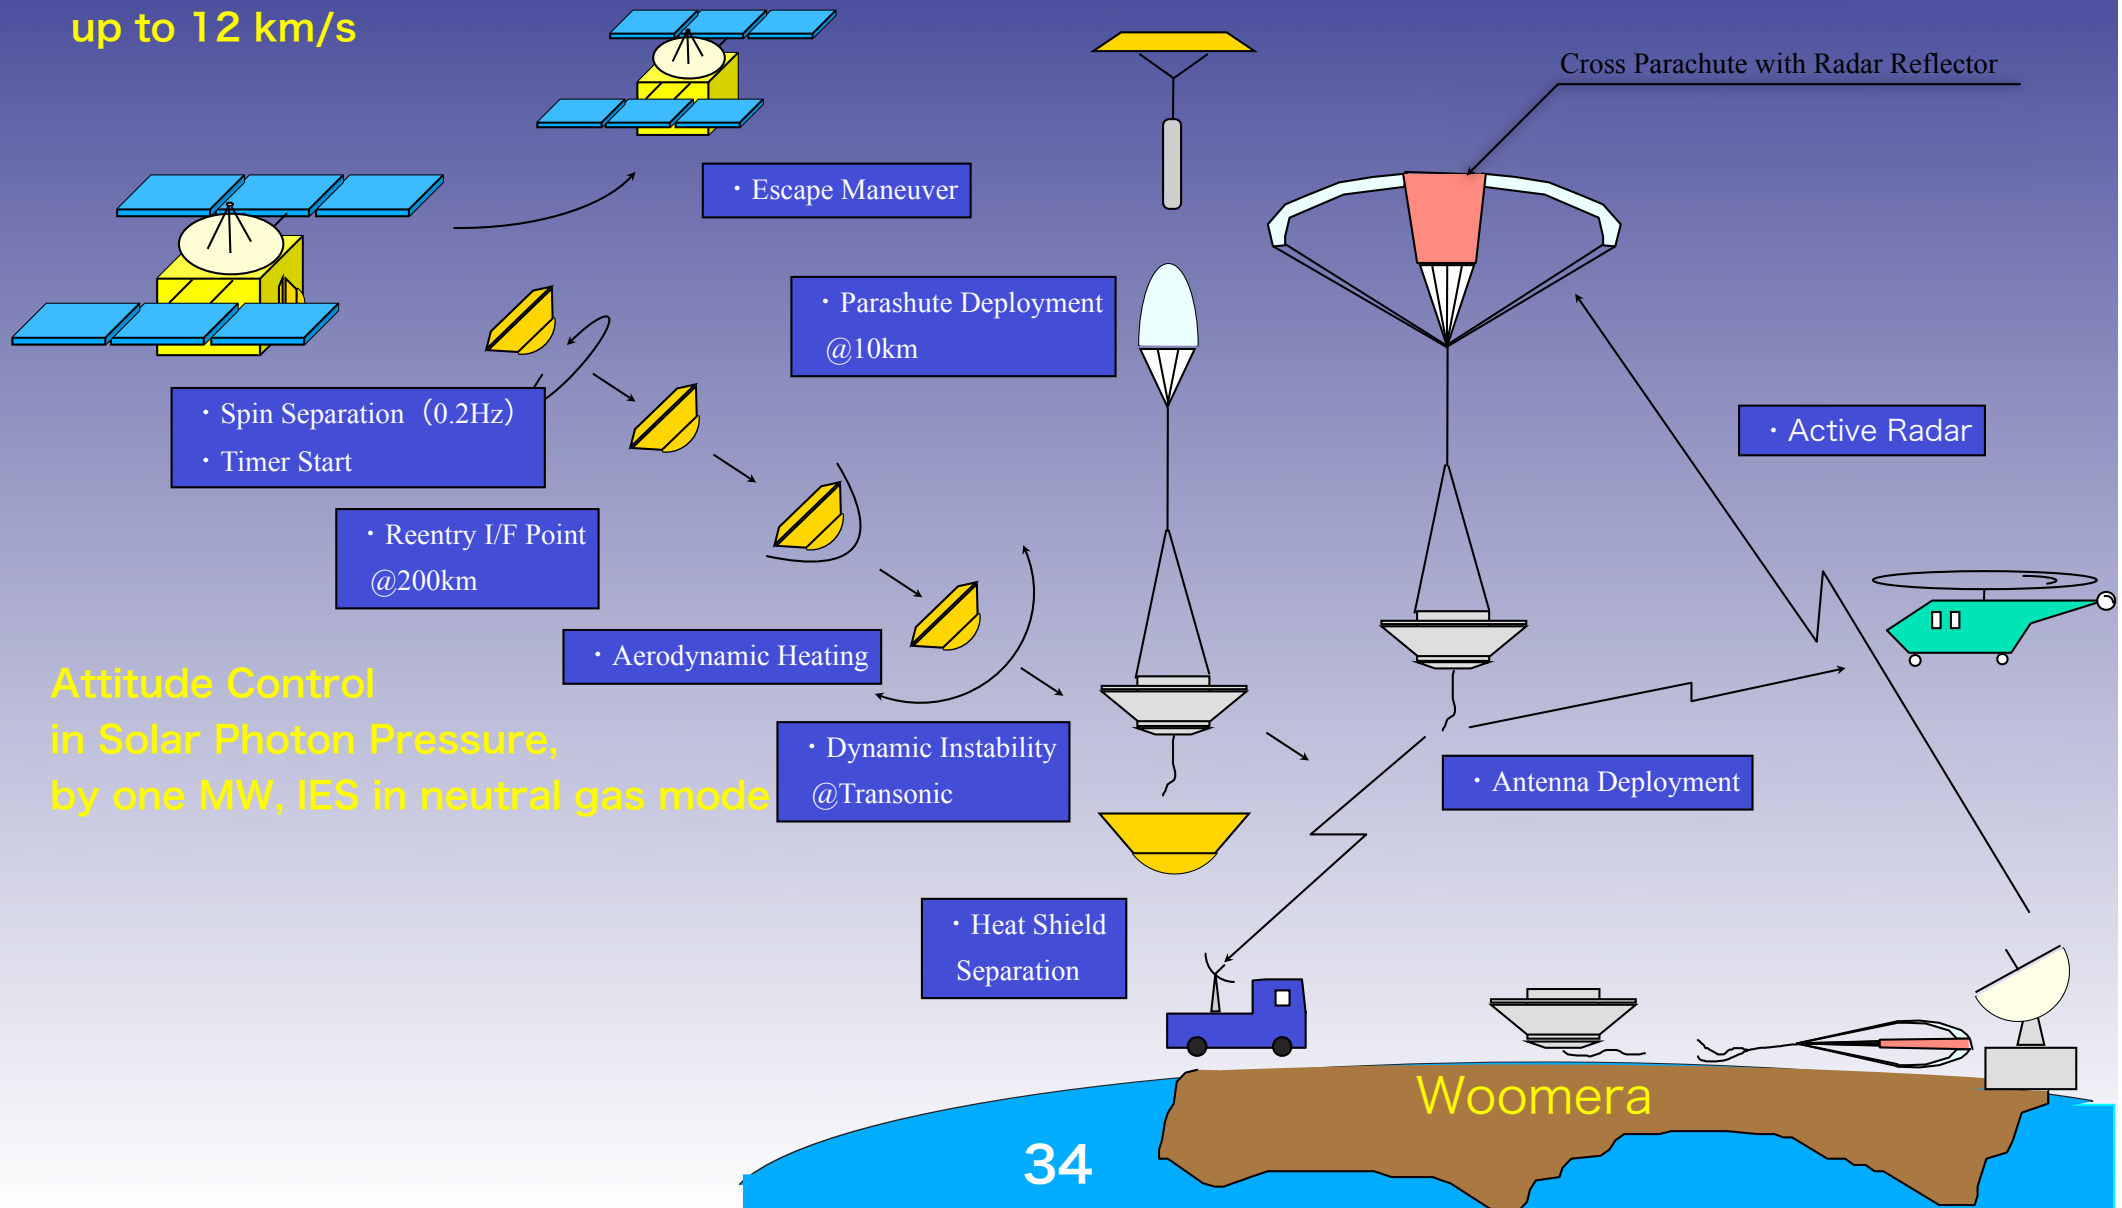 up to 12 km/s
Cross Parachute with Radar Reflector
・Escape Maneuver
・Parashute Deployment
@10km
・Spin Separation（0.2Hz）
・Timer Start
・Active Radar
・Reentry I/F Point
@200km
・Aerodynamic Heating
Attitude Control
in Solar Photon Pressure,
by one MW, IES in neutral gas mode
・Dynamic Instability
@Transonic
・Antenna Deployment
・Heat Shield
Separation
Woomera
34